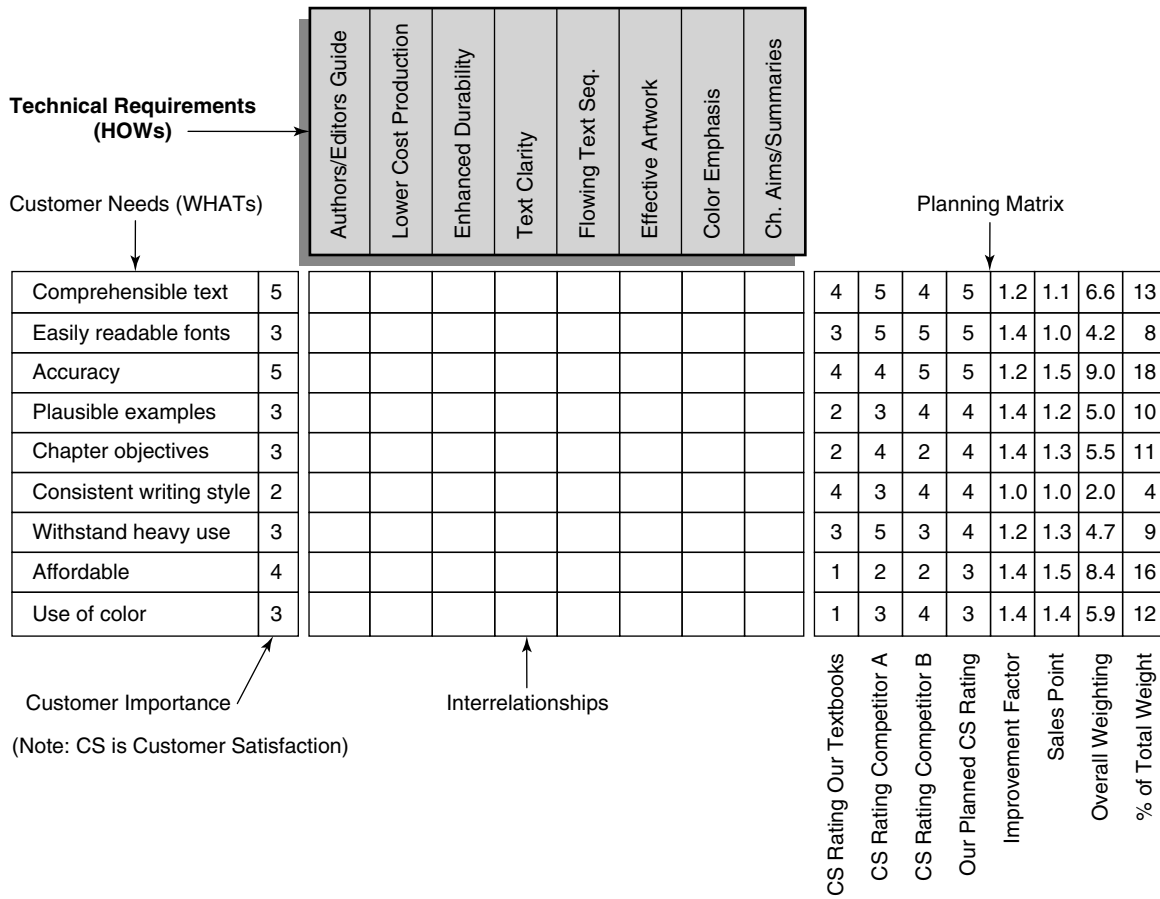 Authors/Editors Guide
Lower Cost Production
Enhanced Durability
Text Clarity
Flowing Text Seq.
Effective Artwork
Color Emphasis
Ch. Aims/Summaries
Technical Requirements
(HOWs)
Customer Needs (WHATs)
Planning Matrix
Comprehensible text 5 4 5 4 5 1.2 1.1 6.6 13
Easily readable fonts 3 3 5 5 5 1.4 1.0 4.2 8
Accuracy 5 4 4 5 5 1.2 1.5 9.0 18
Plausible examples 3 2 3 4 4 1.4 1.2 5.0 10
Chapter objectives 3 2 4 2 4 1.4 1.3 5.5 11
Consistent writing style 2 4 3 4 4 1.0 1.0 2.0 4
Withstand heavy use 3 3 5 3 4 1.2 1.3 4.7 9
Affordable 4 1 2 2 3 1.4 1.5 8.4 16
Use of color 3 1 3 4 3 1.4 1.4 5.9 12
Customer Importance
Interrelationships
(Note: CS is Customer Satisfaction)
CS Rating Our Textbooks
CS Rating Competitor A
CS Rating Competitor B
Our Planned CS Rating
Improvement Factor
Sales Point
Overall Weighting
% of Total Weight